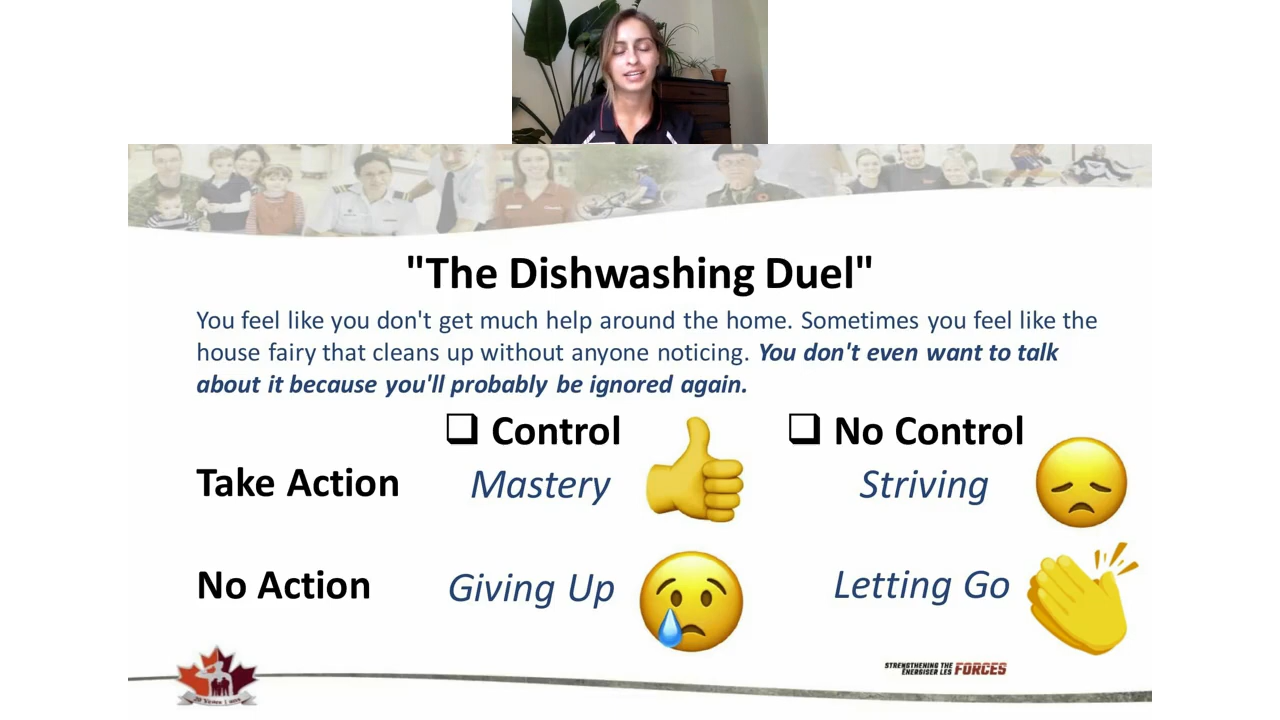 "The Dishwashing Duel"
You feel like you don't get much help around the home. Sometimes you feel like the
house fairy that cleans up without anyone noticing. You don't even want to talk
about it because you'll probably be ignored again.
❑ Control
❑ No Control
Take Action
Mastery
Striving
No Action
Giving Up
Letting Go
STRENGTHENING THE
ENERGISER LES
FORCES